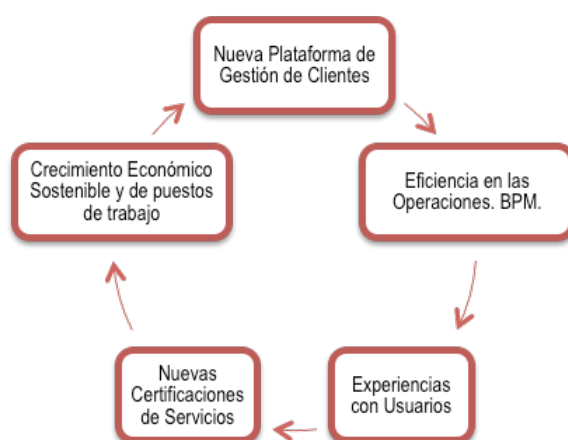 Nueva Plataforma de
Gestión de Clientes
Eficiencia en las
Operaciones. BPM.
Experiencias
con Usuarios
Nuevas
Certificaciones
de Servicios
Crecimiento Económico
Sostenible y de puestos
de trabajo